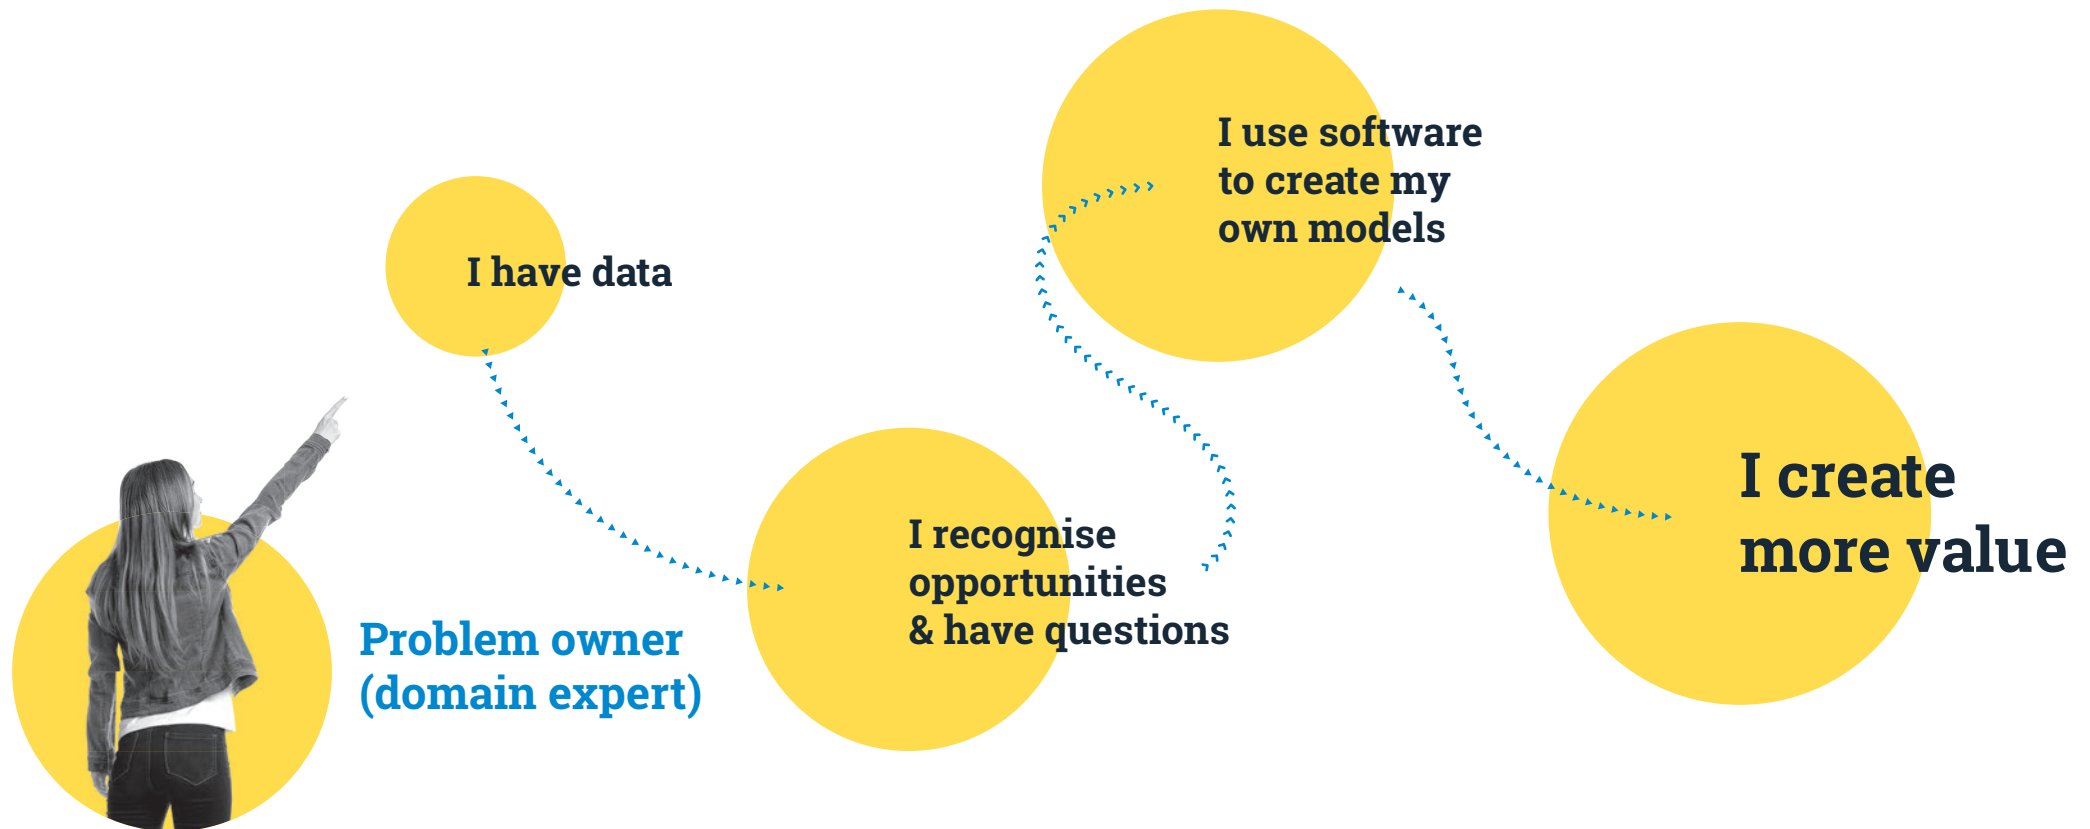 I have data
Problem owner
(domain expert)
I recognise
opportunities
& have questions
I use software
to create my
own models
I create
more value